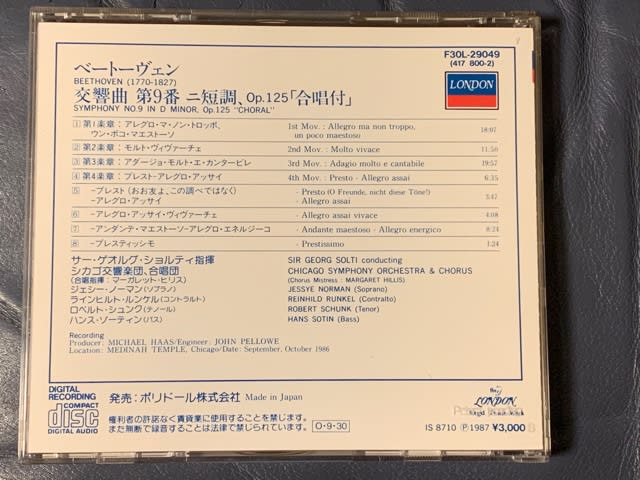 F30L-29049
(417 800-2)
LONDON
ベートーヴェン
BEETHOVEN (1770-1827)
交響曲 第9番 ニ短調、Op.125「合唱付」
SYMPHONY NO.9 IN D MINOR, Op.125 "CHORAL"
1 第1楽章：アレグロ・マ・ノン・トロッポ、 1st Mov. : Allegro ma non troppo,
ウン・ポコ・マエストーソ un poco maestoso 18:07
2 第2楽章：モルト・ヴィヴァーチェ 2nd Mov. : Molto vivace 11:50
3 第3楽章：アダージョ・モルト・エ・カンタービレ 3rd Mov. : Adagio molto e cantabile 19:57
4 第4楽章：プレスト-アレグロ・アッサイ 4th Mov. : Presto - Allegro assai 6:35
5 -プレスト(おお友よ、この調べではなく) - Presto (O Freunde, nicht diese Töne!)
-アレグロ・アッサイ - Allegro assai 3:47
6 -アレグロ・アッサイ・ヴィヴァーチェ - Allegro assai vivace 4:08
7 -アンダンテ・マエストーソ-アレグロ・エネルジーコ - Andante maestoso - Allegro energico 8:24
8 -プレスティッシモ - Prestissimo 1:24
サー・ゲオルグ・ショルティ指揮 SIR GEORG SOLTI conducting
シカゴ交響楽団、合唱団 CHICAGO SYMPHONY ORCHESTRA & CHORUS
(合唱指揮：マーガレット・ヒリス) (Chorus Mistress : MARGARET HILLIS)
ジェシー・ノーマン(ソプラノ) JESSYE NORMAN (Soprano)
ラインヒルト・ルンケル(コントラルト) REINHILD RUNKEL (Contralto)
ロベルト・シュンク(テノール) ROBERT SCHUNK (Tenor)
ハンス・ゾーティン(バス) HANS SOTIN (Bass)
Recording
Producer: MICHAEL HAAS/Engineer: JOHN PELLOWE
Location: MEDINAH TEMPLE, Chicago/Date: September, October 1986
DIGITAL RECORDING
COMPACT
disc
DIGITAL AUDIO
発売：ポリドール株式会社 Made in Japan
権利者の許諾なく賃貸業に使用することを禁じます。
また無断で録音することは法律で禁じられています。
O・9・30
LONDON
IS 8710 Ⓟ1987 ¥3,000